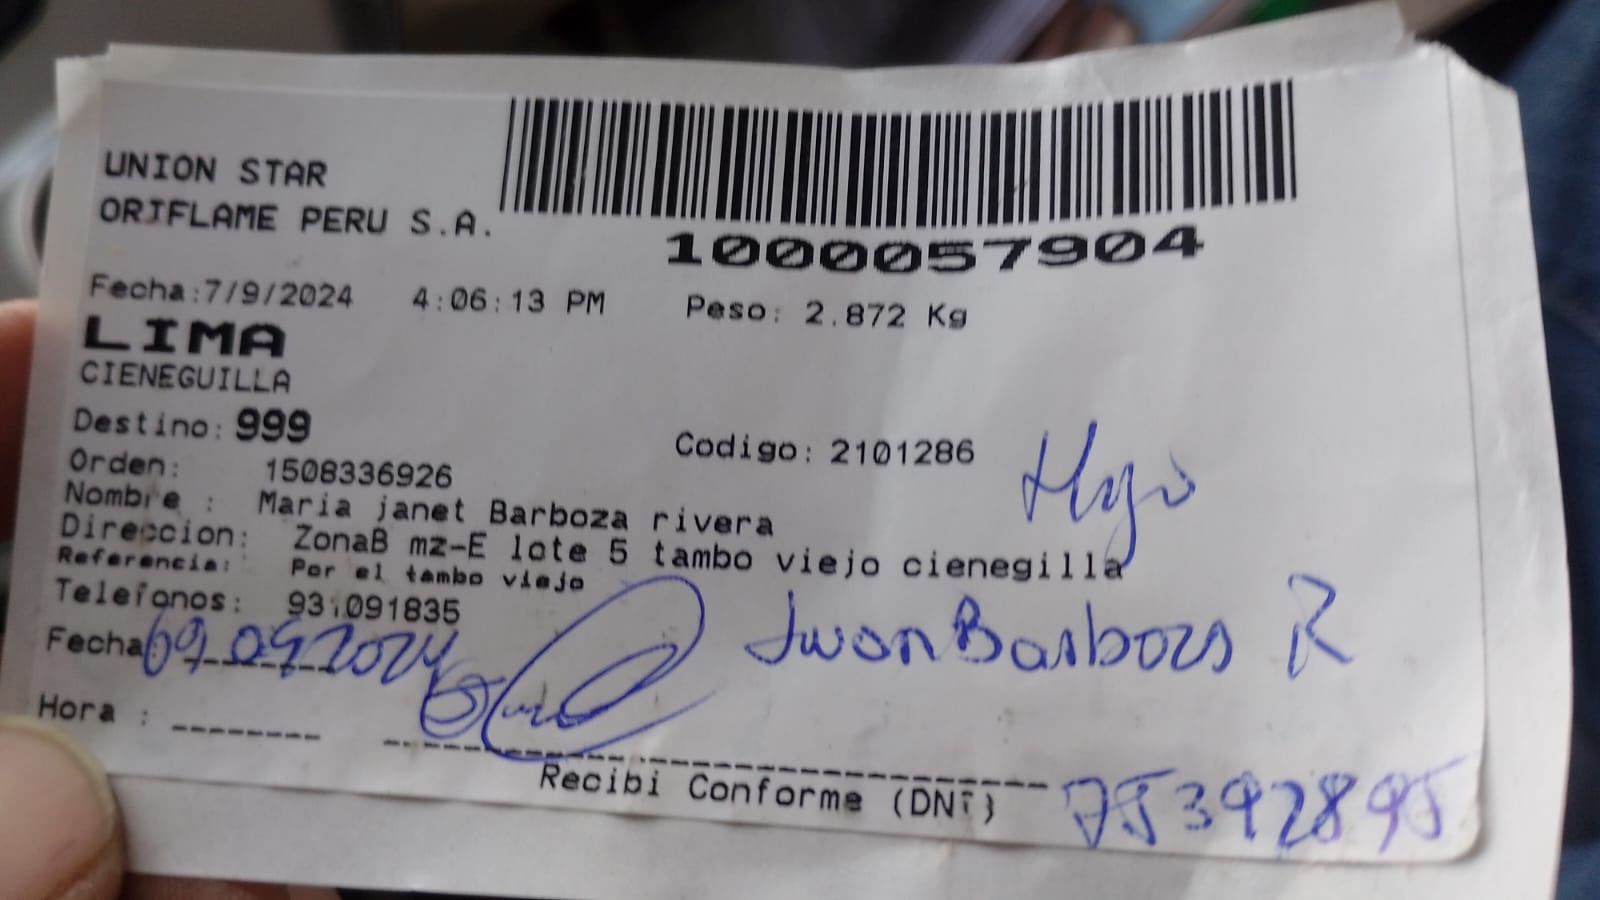 UNION STAR
ORIFLAME PERU S.A.
1000057904
Fecha:7/9/2024 4:06:13 PM Peso: 2.872 Kg
LIMA
CIENEGUILLA
Destino: 999
Codigo: 2101286
Orden: 1508336926
Nombre : Maria janet Barboza rivera
Direccion: ZonaB mz-E lote 5 tambo viejo cienegilla
Referencia: Por el tambo viejo
Telefonos: 931091835
Juan Barboza R
Fecha: 09 09 2024
Hora :
Recibi Conforme (DNI) 75392895